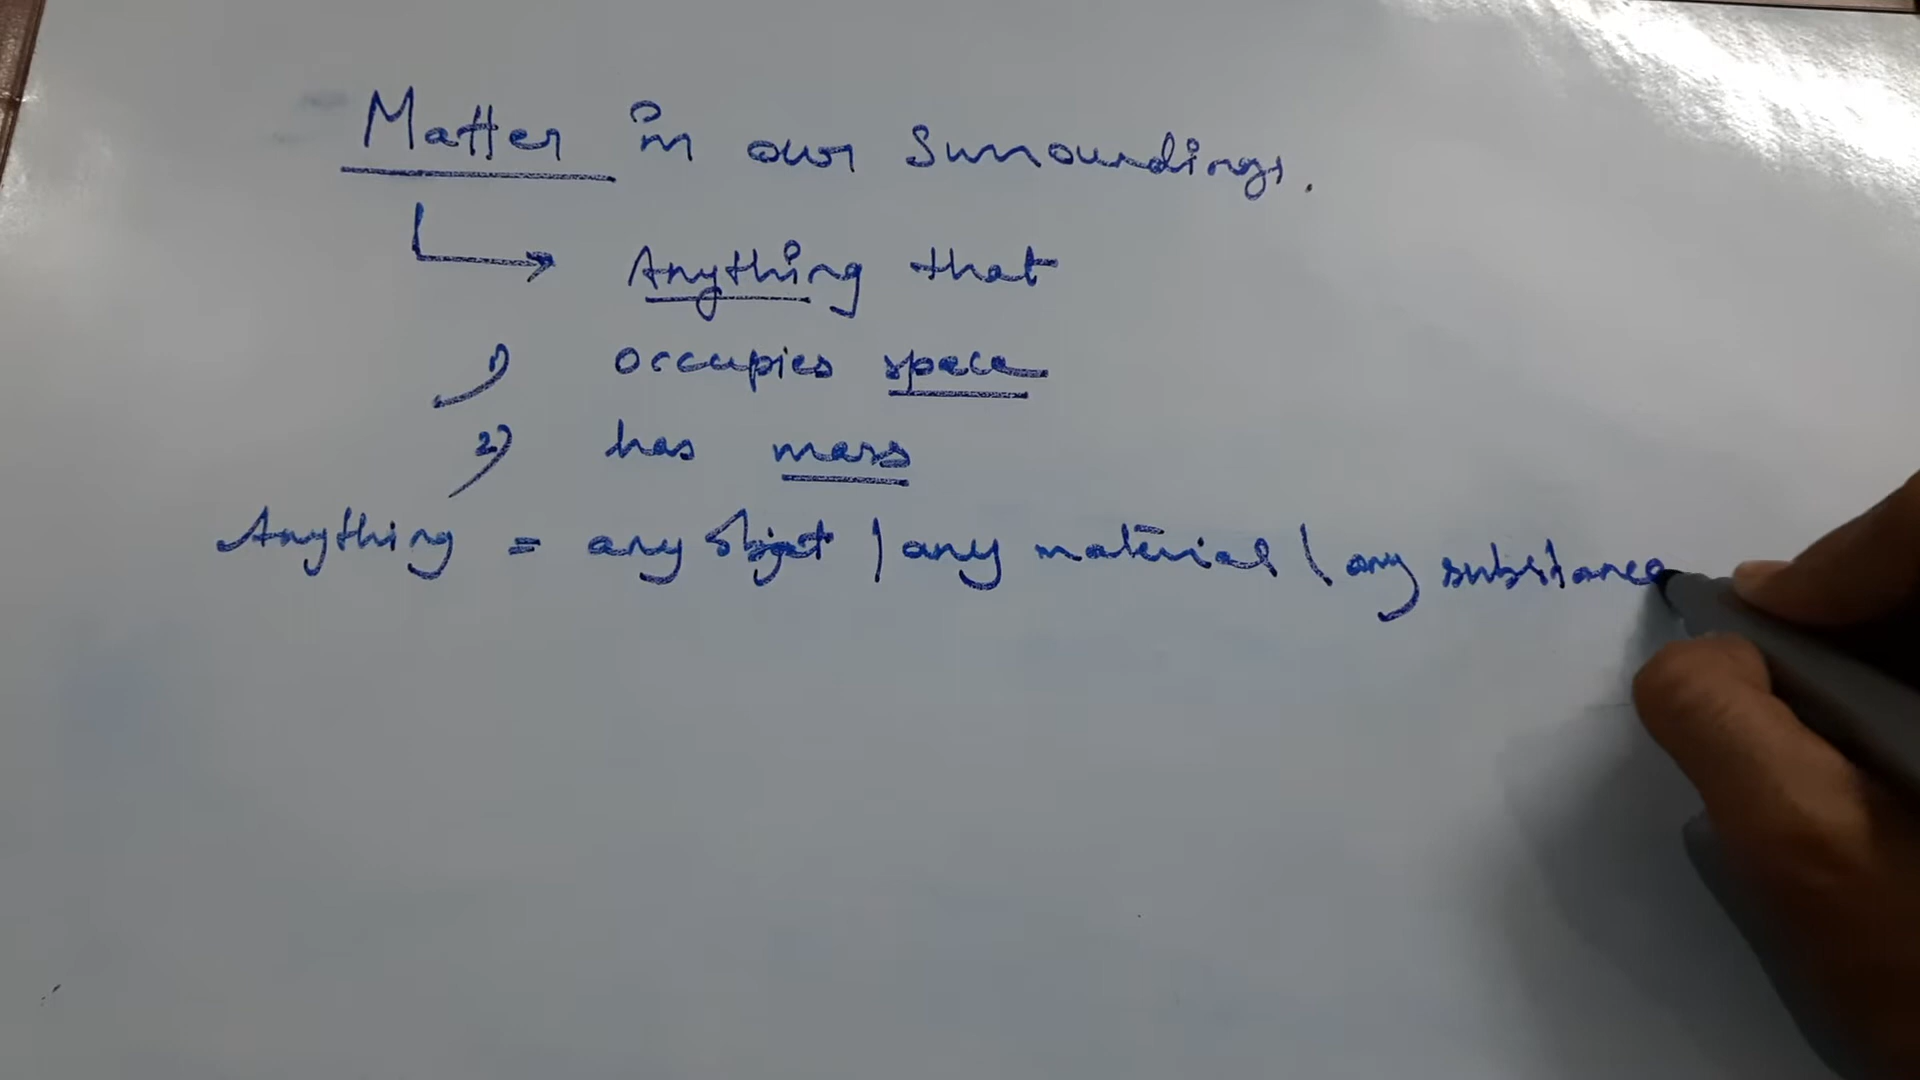 Matter in our Surroundings.
Anything that
1) occupies space
2) has mass
Anything = any object | any material | any substance